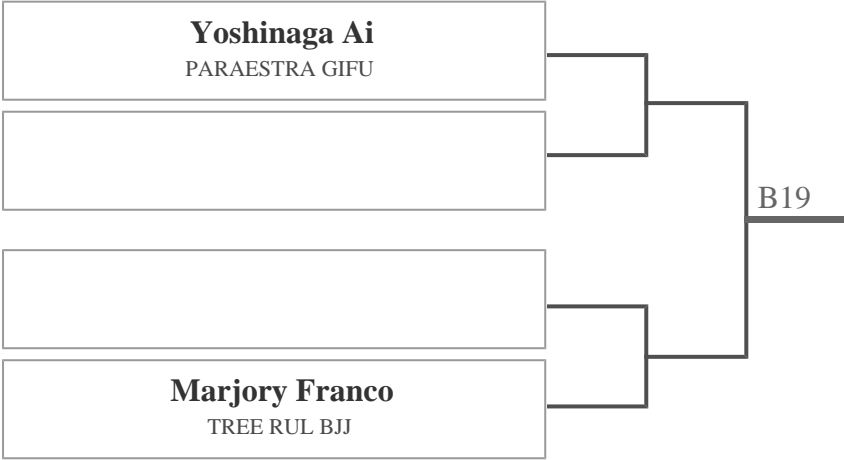 Yoshinaga Ai
PARAESTRA GIFU
B19
Marjory Franco
TREE RUL BJJ